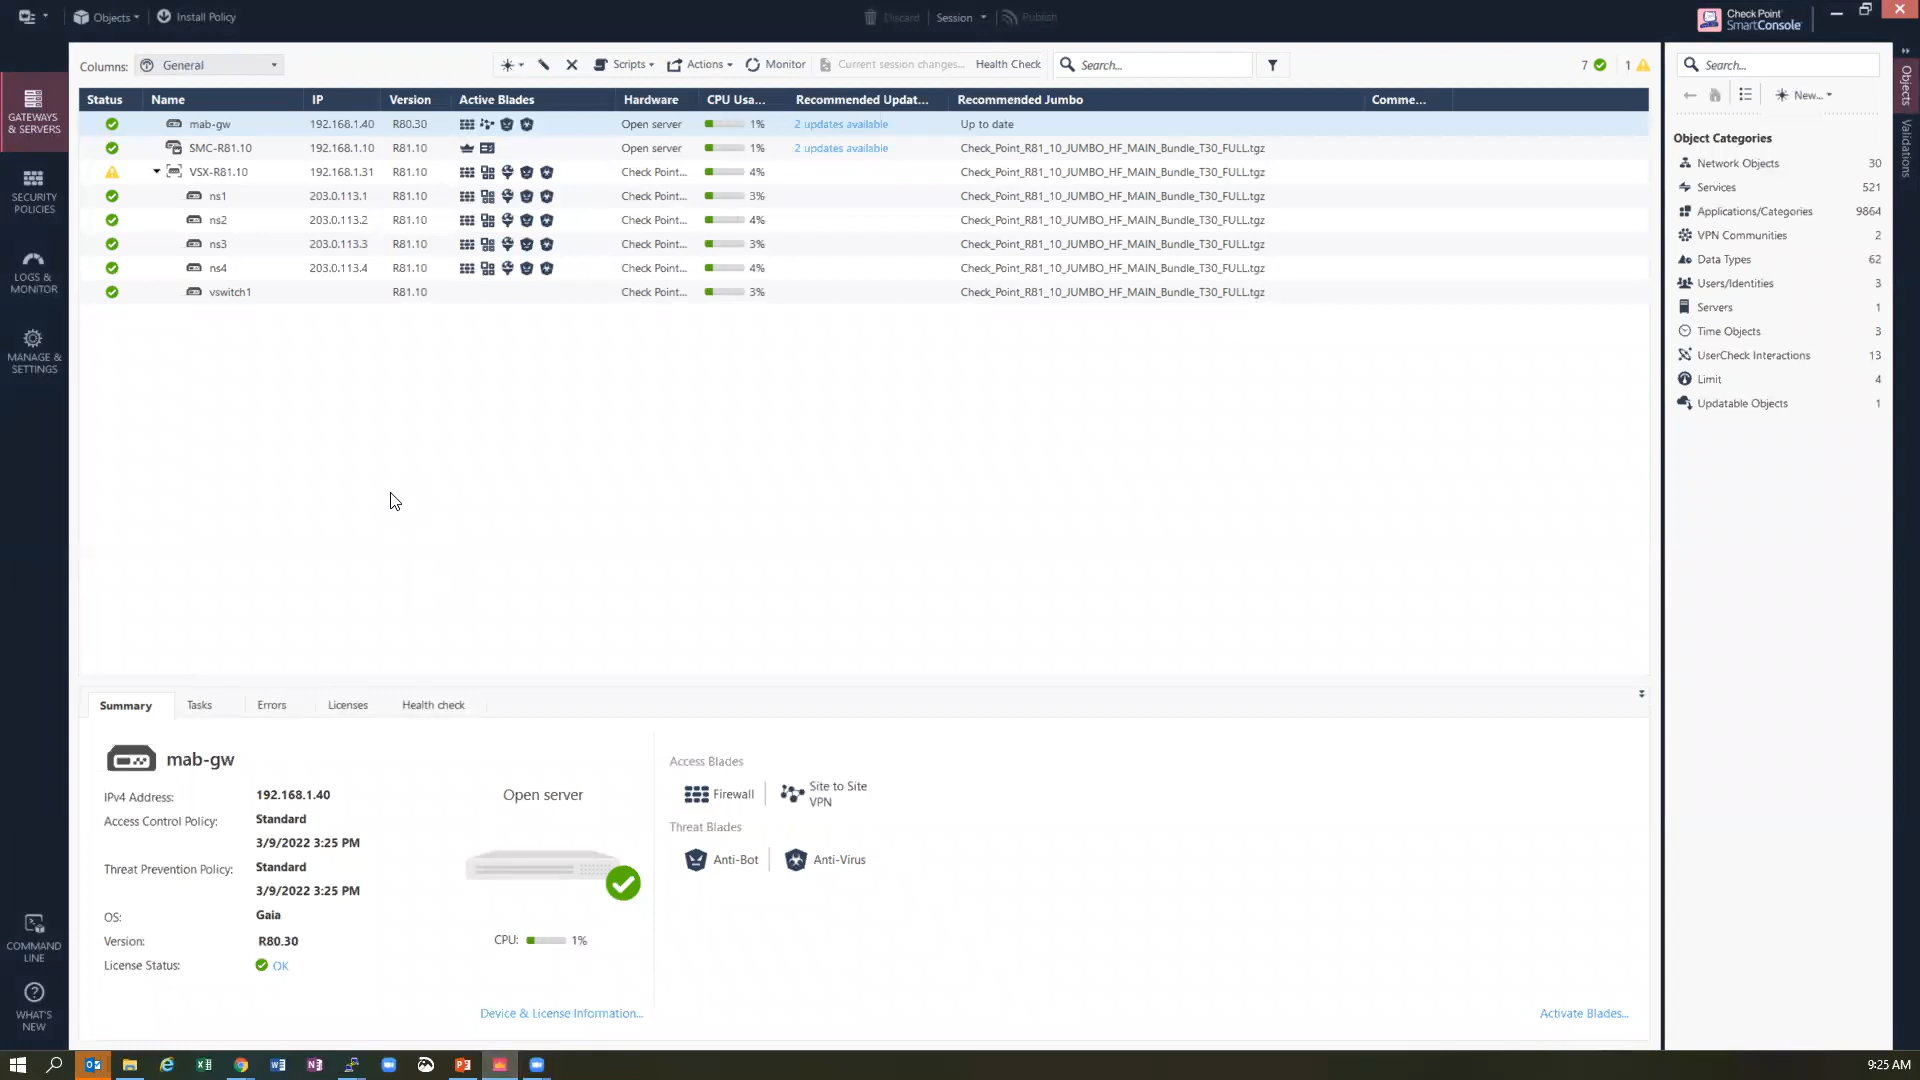 Objects
Install Policy
Discard
Session
Publish
Check Point
SmartConsole
Columns:
General
Scripts
Actions
Monitor
Current session changes...
Health Check
Search...
7
1
Status
Name
IP
Version
Active Blades
Hardware
CPU Usa...
Recommended Updat...
Recommended Jumbo
Comme...
mab-gw 192.168.1.40 R80.30 Open server 1% 2 updates available Up to date
SMC-R81.10 192.168.1.10 R81.10 Open server 1% 2 updates available Check_Point_R81_10_JUMBO_HF_MAIN_Bundle_T30_FULL.tgz
VSX-R81.10 192.168.1.31 R81.10 Check Point... 4% Check_Point_R81_10_JUMBO_HF_MAIN_Bundle_T30_FULL.tgz
ns1 203.0.113.1 R81.10 Check Point... 3% Check_Point_R81_10_JUMBO_HF_MAIN_Bundle_T30_FULL.tgz
ns2 203.0.113.2 R81.10 Check Point... 4% Check_Point_R81_10_JUMBO_HF_MAIN_Bundle_T30_FULL.tgz
ns3 203.0.113.3 R81.10 Check Point... 3% Check_Point_R81_10_JUMBO_HF_MAIN_Bundle_T30_FULL.tgz
ns4 203.0.113.4 R81.10 Check Point... 4% Check_Point_R81_10_JUMBO_HF_MAIN_Bundle_T30_FULL.tgz
vswitch1 R81.10 Check Point... 3% Check_Point_R81_10_JUMBO_HF_MAIN_Bundle_T30_FULL.tgz
GATEWAYS
& SERVERS
SECURITY
POLICIES
LOGS &
MONITOR
MANAGE &
SETTINGS
COMMAND
LINE
WHAT'S
NEW
Summary
Tasks
Errors
Licenses
Health check
mab-gw
IPv4 Address: 192.168.1.40
Access Control Policy: Standard
3/9/2022 3:25 PM
Threat Prevention Policy: Standard
3/9/2022 3:25 PM
OS: Gaia
Version: R80.30
License Status: OK
Open server
CPU: 1%
Device & License Information...
Access Blades
Firewall
Site to Site
VPN
Threat Blades
Anti-Bot
Anti-Virus
Activate Blades...
Search...
New...
Object Categories
Network Objects 30
Services 521
Applications/Categories 9864
VPN Communities 2
Data Types 62
Users/Identities 3
Servers 1
Time Objects 3
UserCheck Interactions 13
Limit 4
Updatable Objects 1
Objects
Validations
9:25 AM